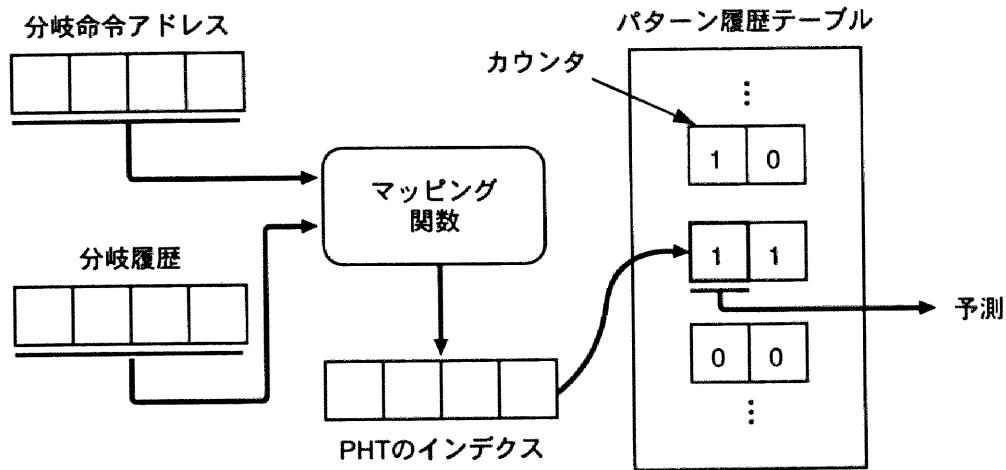 分岐命令アドレス
パターン履歴テーブル
カウンタ
⋮
1 0
マッピング
関数
分岐履歴
1 1
予測
0 0
⋮
PHTのインデクス